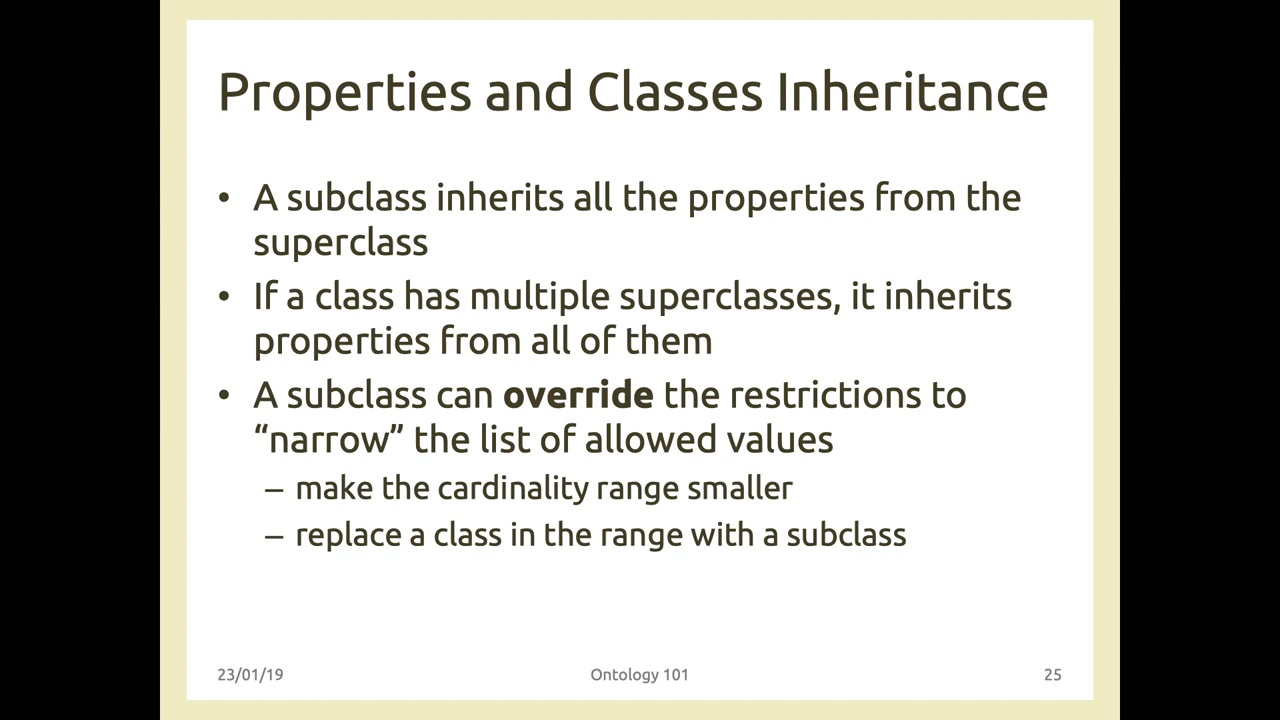 Properties and Classes Inheritance
• A subclass inherits all the properties from the
superclass
• If a class has multiple superclasses, it inherits
properties from all of them
• A subclass can override the restrictions to
“narrow” the list of allowed values
– make the cardinality range smaller
– replace a class in the range with a subclass
23/01/19 Ontology 101 25